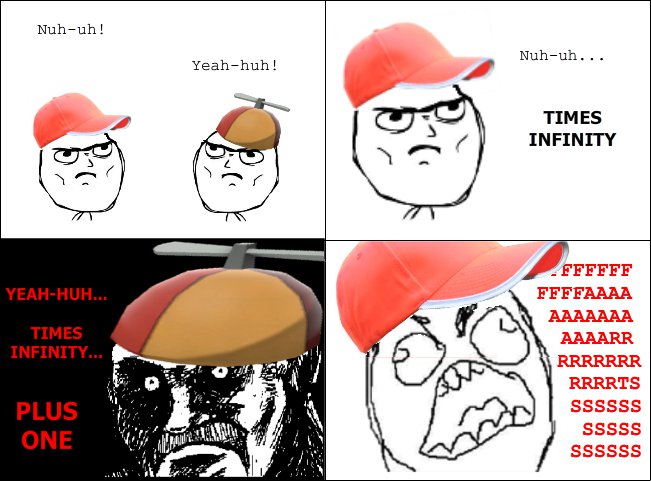 Nuh-uh!
Yeah-huh!
Nuh-uh...
TIMES
INFINITY
YEAH-HUH...
TIMES
INFINITY...
PLUS
ONE
FFFFFFF
FFFFAAAA
AAAAAAA
AAAARR
RRRRRRR
RRRRTS
SSSSSS
SSSSS
SSSSSS